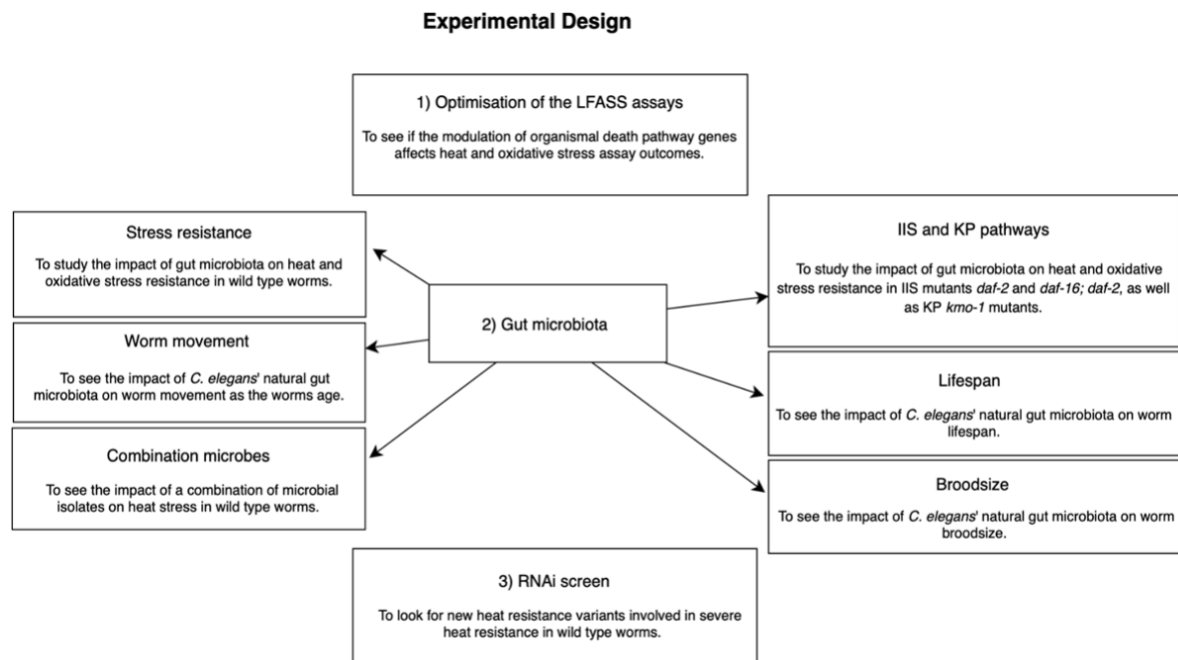 Experimental Design
1) Optimisation of the LFASS assays
To see if the modulation of organismal death pathway genes
affects heat and oxidative stress assay outcomes.
Stress resistance
To study the impact of gut microbiota on heat and
oxidative stress resistance in wild type worms.
Worm movement
To see the impact of C. elegans' natural gut
microbiota on worm movement as the worms age.
Combination microbes
To see the impact of a combination of microbial
isolates on heat stress in wild type worms.
2) Gut microbiota
IIS and KP pathways
To study the impact of gut microbiota on heat and oxidative
stress resistance in IIS mutants daf-2 and daf-16; daf-2, as well
as KP kmo-1 mutants.
Lifespan
To see the impact of C. elegans' natural gut microbiota on worm
lifespan.
Broodsize
To see the impact of C. elegans' natural gut microbiota on worm
broodsize.
3) RNAi screen
To look for new heat resistance variants involved in severe
heat resistance in wild type worms.